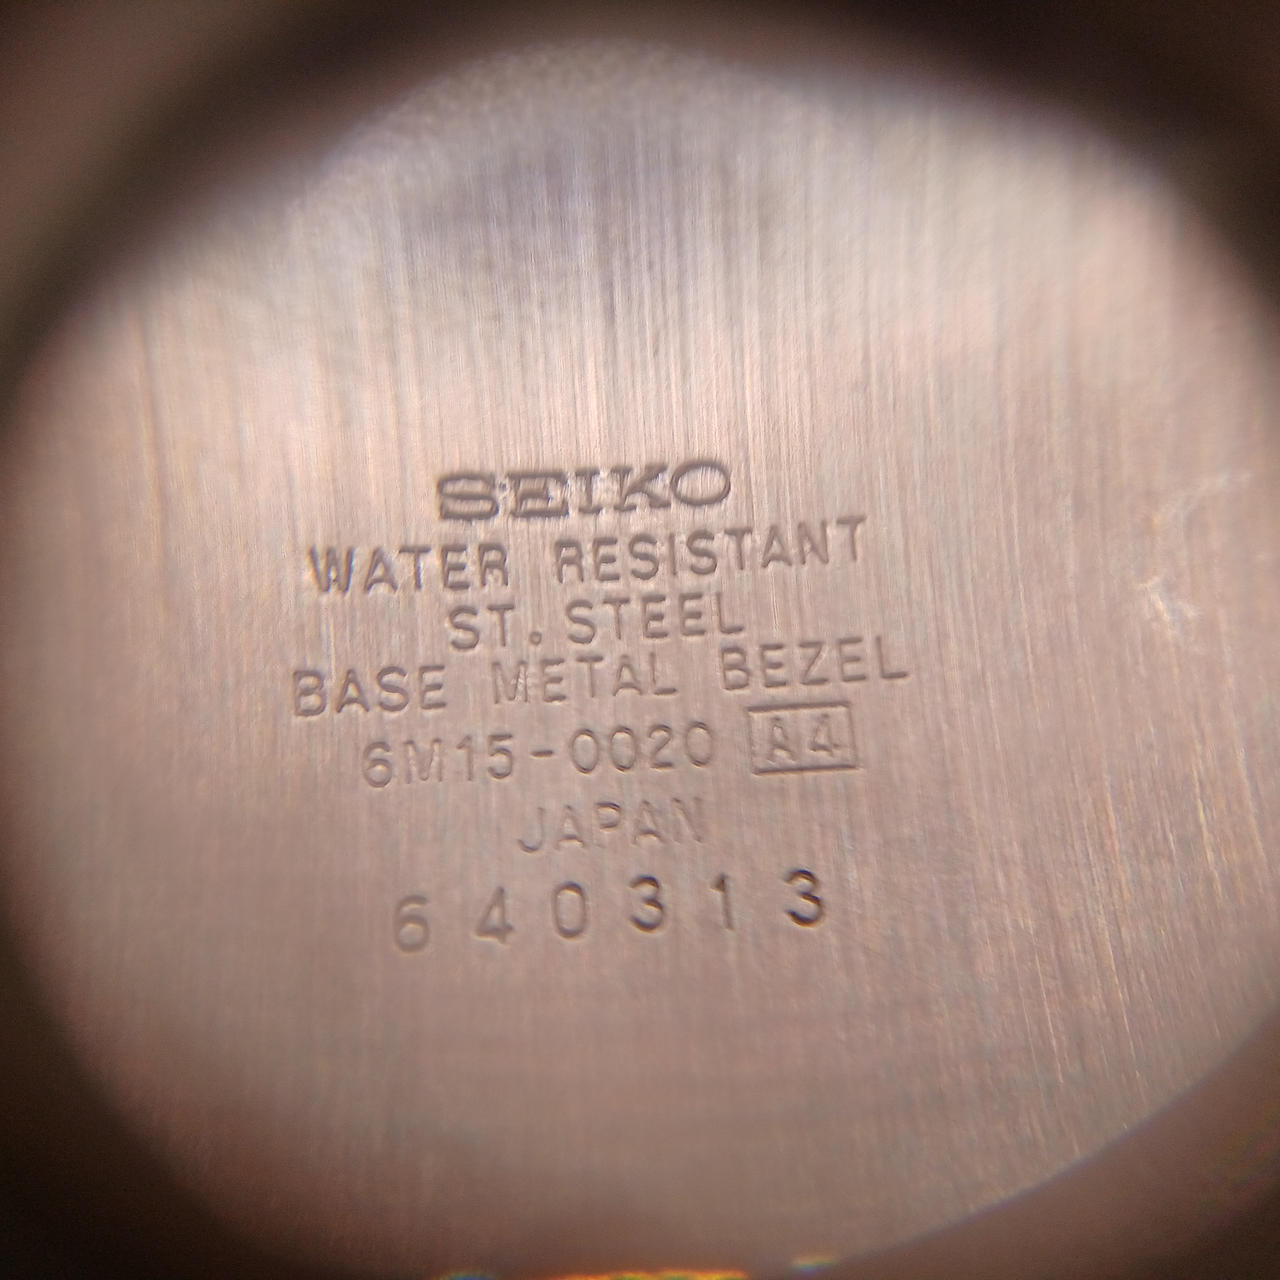 SEIKO
WATER RESISTANT
ST. STEEL
BASE METAL BEZEL
6M15-0020 A4
JAPAN
640313